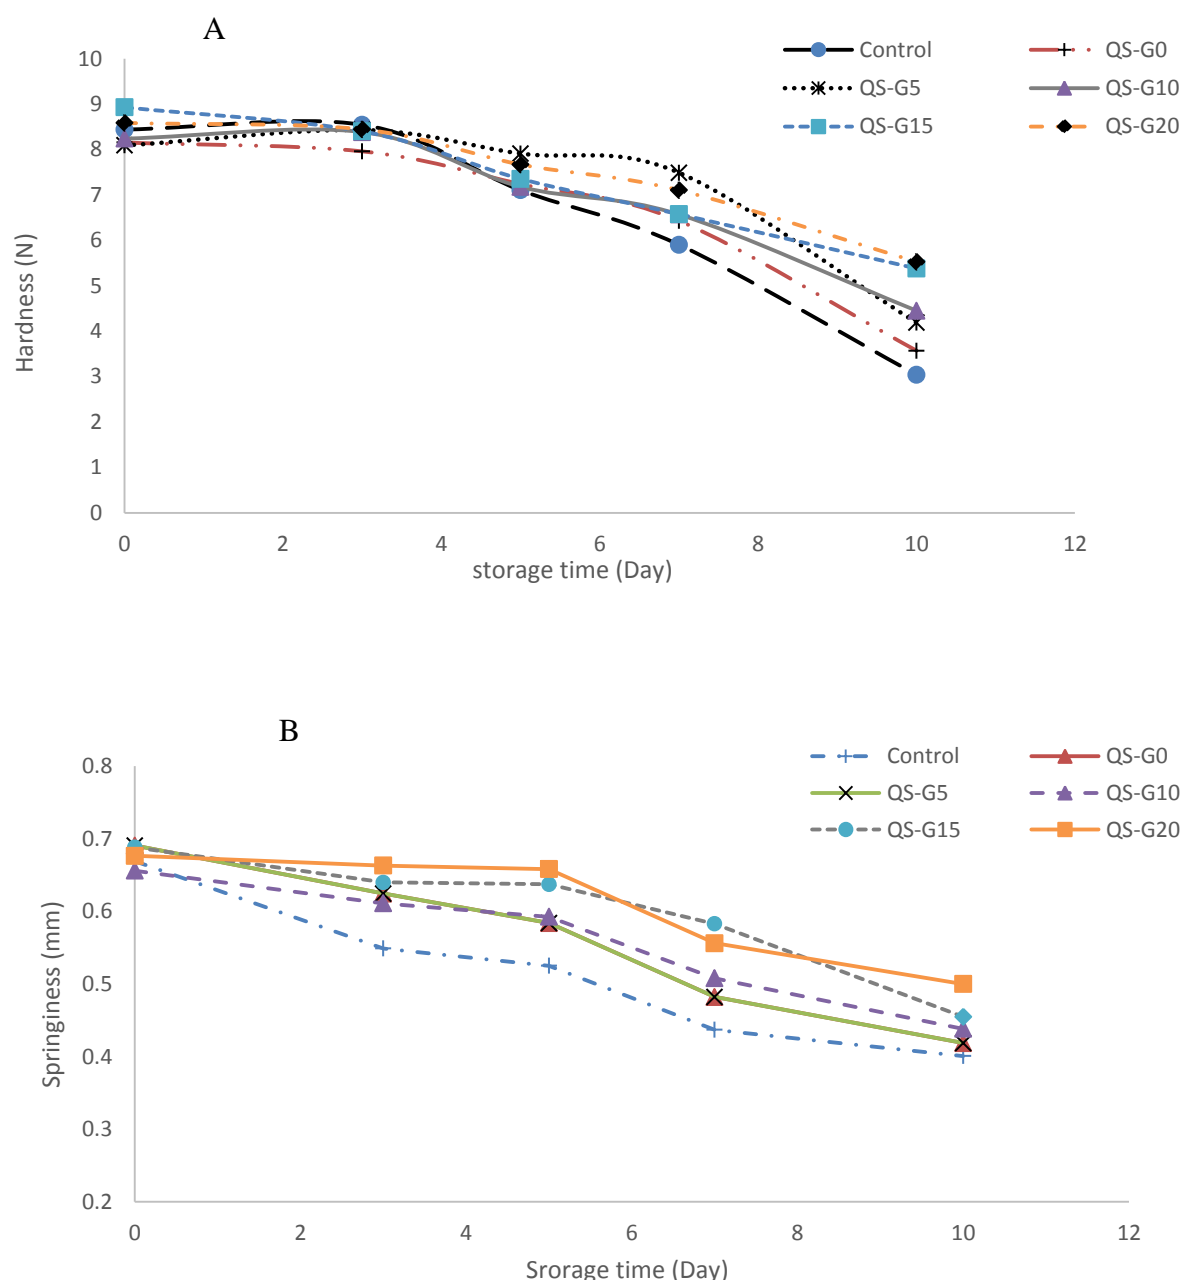 A
Control
QS-G0
QS-G5
QS-G10
QS-G15
QS-G20
10
9
8
7
6
5
4
3
2
1
0
Hardness (N)
0 2 4 6 8 10 12
storage time (Day)
B
Control
QS-G0
QS-G5
QS-G10
QS-G15
QS-G20
0.8
0.7
0.6
0.5
0.4
0.3
0.2
Springiness (mm)
0 2 4 6 8 10 12
Srorage time (Day)